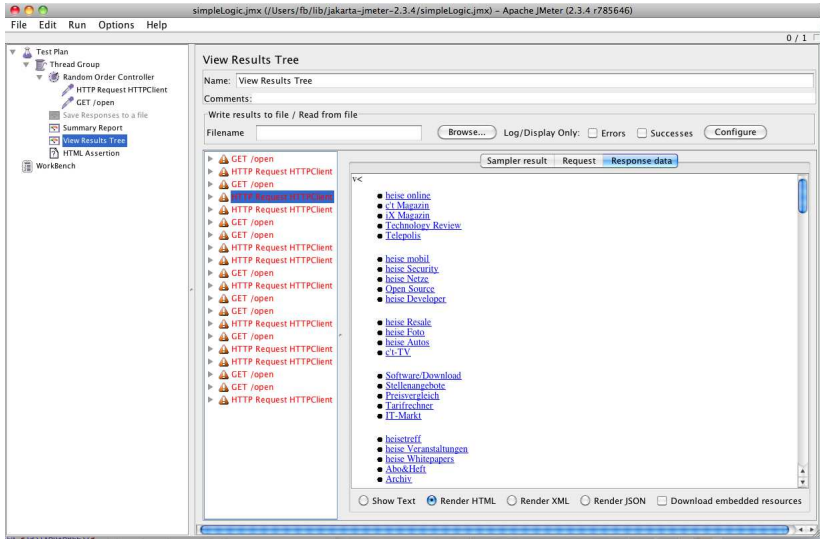 simpleLogic.jmx (/Users/fb/lib/jakarta-jmeter-2.3.4/simpleLogic.jmx) – Apache JMeter (2.3.4 r785646)
File Edit Run Options Help
0 / 1
Test Plan
Thread Group
Random Order Controller
HTTP Request HTTPClient
GET /open
Save Responses to a file
Summary Report
View Results Tree
HTML Assertion
WorkBench
View Results Tree
Name: View Results Tree
Comments:
Write results to file / Read from file
Filename Browse... Log/Display Only: Errors Successes Configure
GET /open
HTTP Request HTTPClient
GET /open
HTTP Request HTTPClient
HTTP Request HTTPClient
GET /open
GET /open
HTTP Request HTTPClient
HTTP Request HTTPClient
GET /open
HTTP Request HTTPClient
GET /open
GET /open
HTTP Request HTTPClient
GET /open
HTTP Request HTTPClient
HTTP Request HTTPClient
GET /open
GET /open
HTTP Request HTTPClient
Sampler result Request Response data
v<
heise online
c't Magazin
iX Magazin
Technology Review
Telepolis
heise mobil
heise Security
heise Netze
Open Source
heise Developer
heise Resale
heise Foto
heise Autos
c't-TV
Software/Download
Stellenangebote
Preisvergleich
Tarifrechner
IT-Markt
heisetreff
heise Veranstaltungen
heise Whitepapers
Abo&Heft
Archiv
Show Text Render HTML Render XML Render JSON Download embedded resources